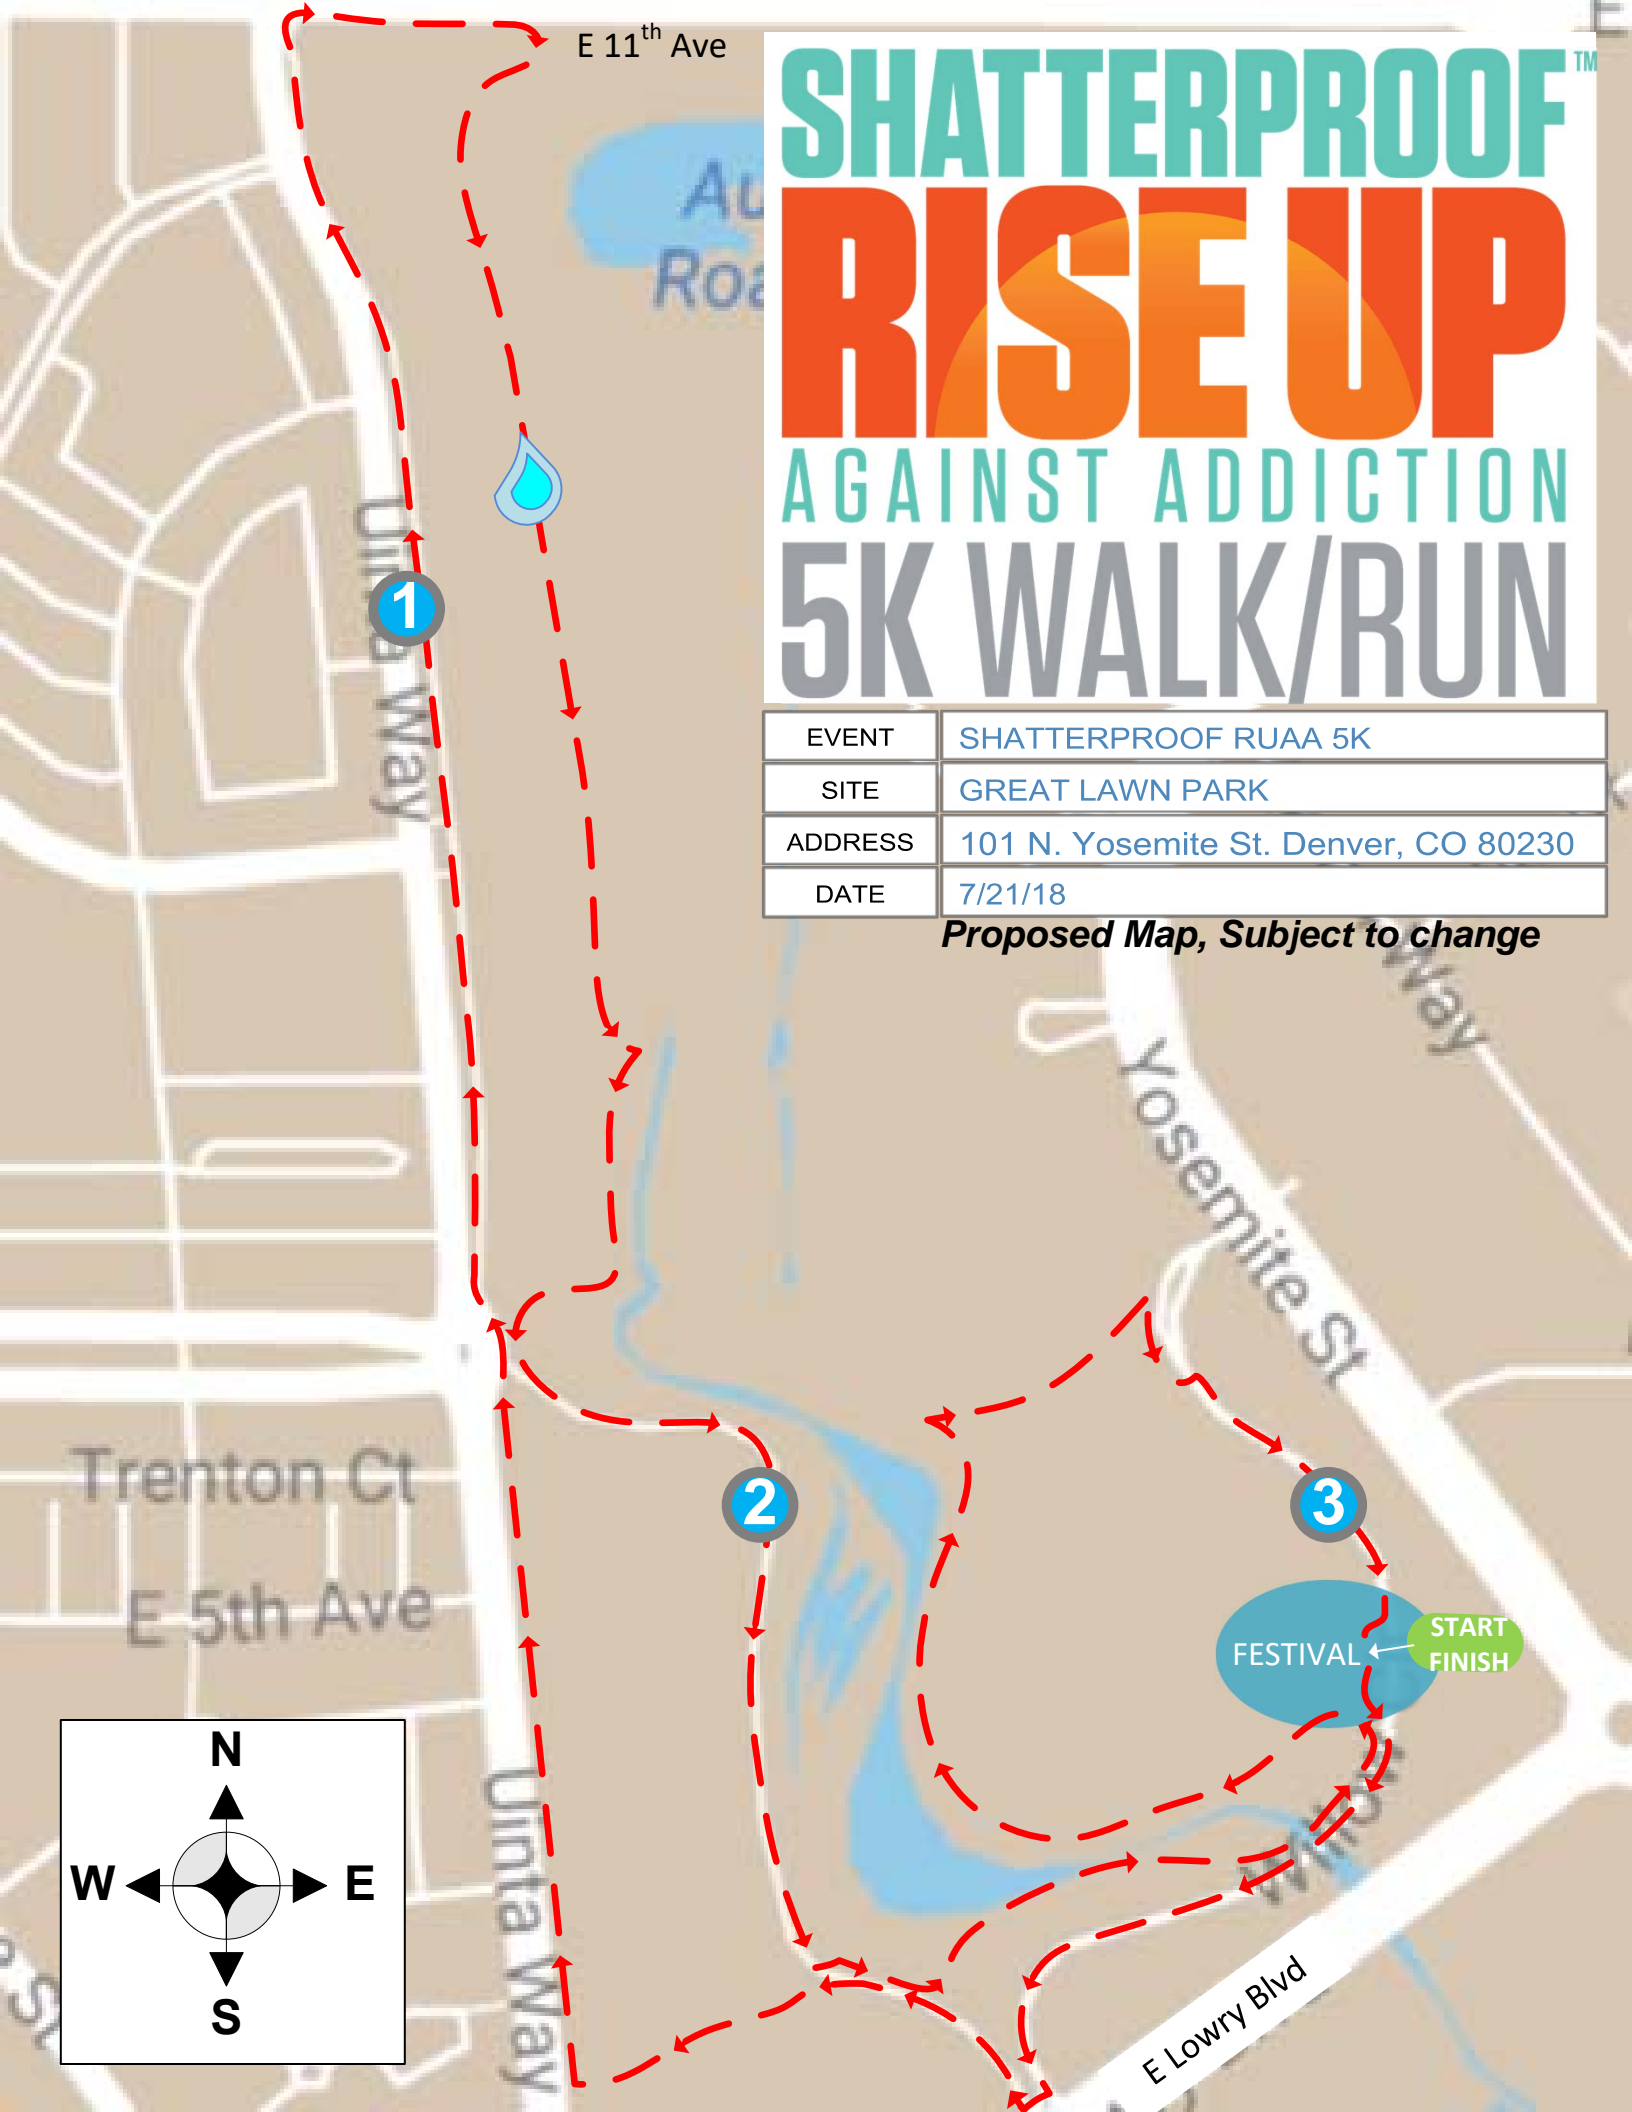 E 11th Ave
SHATTERPROOF™
RISE UP
AGAINST ADDICTION
5K WALK/RUN
EVENT SHATTERPROOF RUAA 5K
SITE GREAT LAWN PARK
ADDRESS 101 N. Yosemite St. Denver, CO 80230
DATE 7/21/18
Proposed Map, Subject to change
Au
Roa
Uinta Way
1
Way
Yosemite St
Trenton Ct
E 5th Ave
2
3
START
FINISH
FESTIVAL
Uinta Way
E Lowry Blvd
N
W E
S